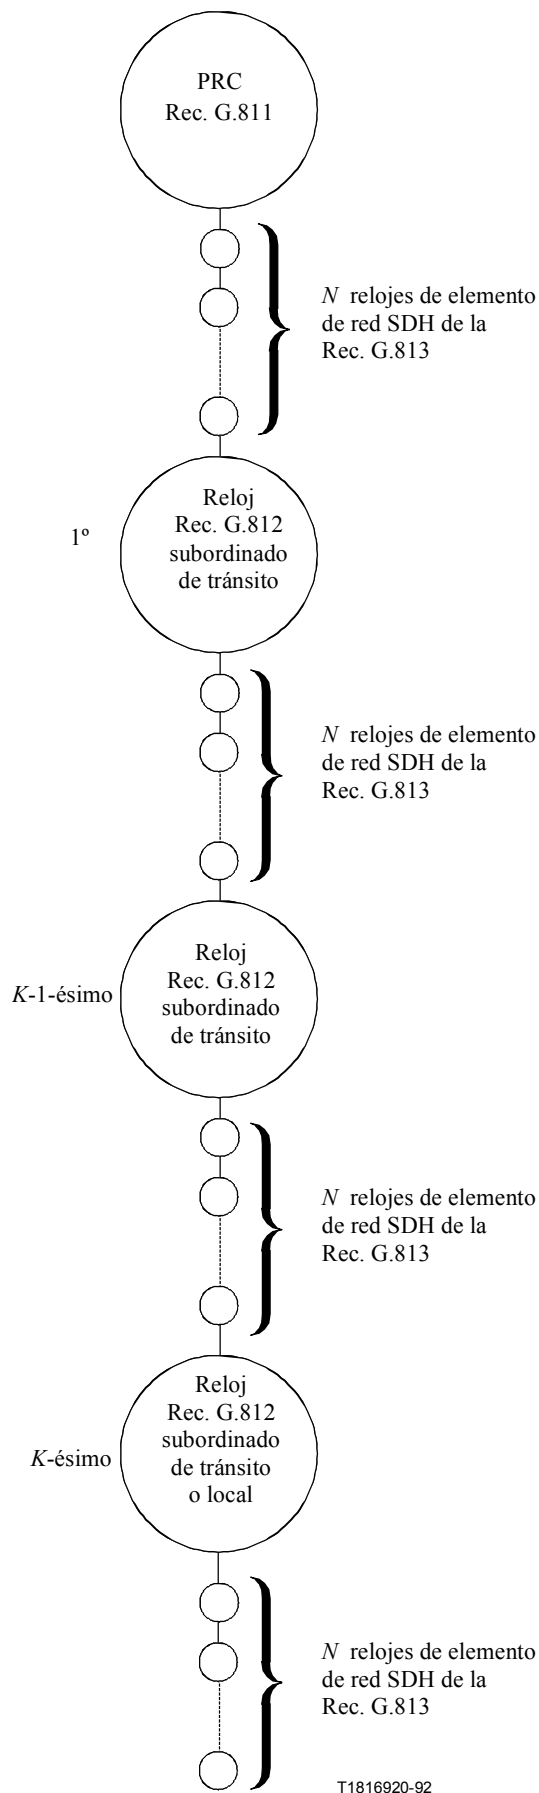 PRC
Rec. G.811
N relojes de elemento
de red SDH de la
Rec. G.813
1º
Reloj
Rec. G.812
subordinado
de tránsito
N relojes de elemento
de red SDH de la
Rec. G.813
K-1-ésimo
Reloj
Rec. G.812
subordinado
de tránsito
N relojes de elemento
de red SDH de la
Rec. G.813
K-ésimo
Reloj
Rec. G.812
subordinado
de tránsito
o local
N relojes de elemento
de red SDH de la
Rec. G.813
T1816920-92